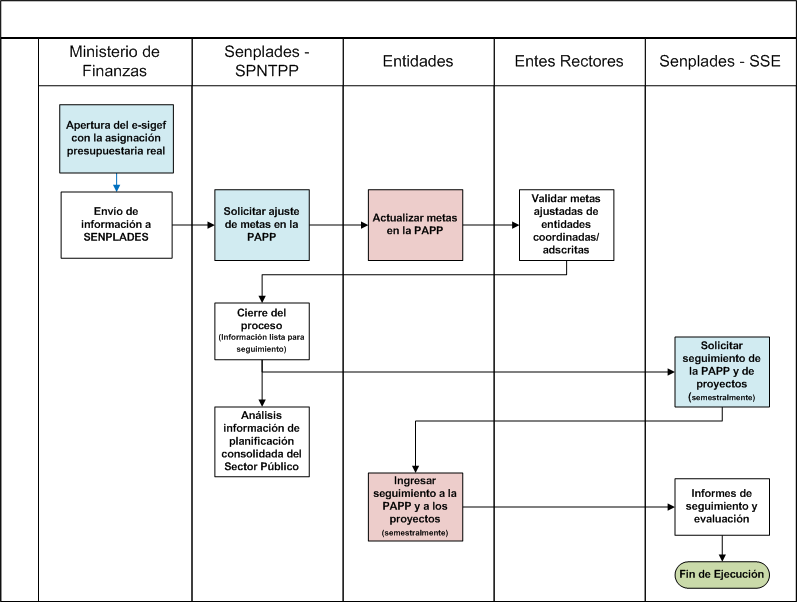 Ministerio de
Finanzas
Senplades -
SPNTPP
Entidades
Entes Rectores
Senplades - SSE
Apertura del e-sigef
con la asignación
presupuestaria real
Envio de
información a
SENPLADES
Solicitar ajuste
de metas en la
PAPP
Actualizar metas
en la PAPP
Validar metas
ajustadas de
entidades
coordinadas/
adscritas
Cierre del
proceso
(Información lista para
seguimiento)
Solicitar
seguimiento de
la PAPP y de
proyectos
(semestralmente)
Análisis
información de
planificación
consolidada del
Sector Público
Ingresar
seguimiento a la
PAPP y a los
proyectos
(semestralmente)
Informes de
seguimiento y
evaluación
Fin de Ejecución